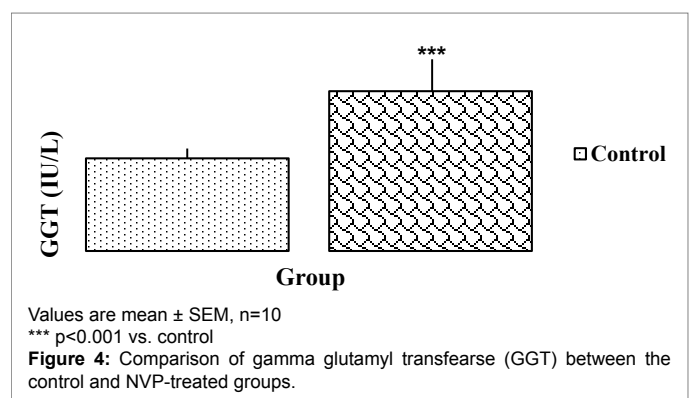 ***
GGT (IU/L)
Control
Group
Values are mean ± SEM, n=10
*** p<0.001 vs. control
Figure 4: Comparison of gamma glutamyl transfearse (GGT) between the
control and NVP-treated groups.